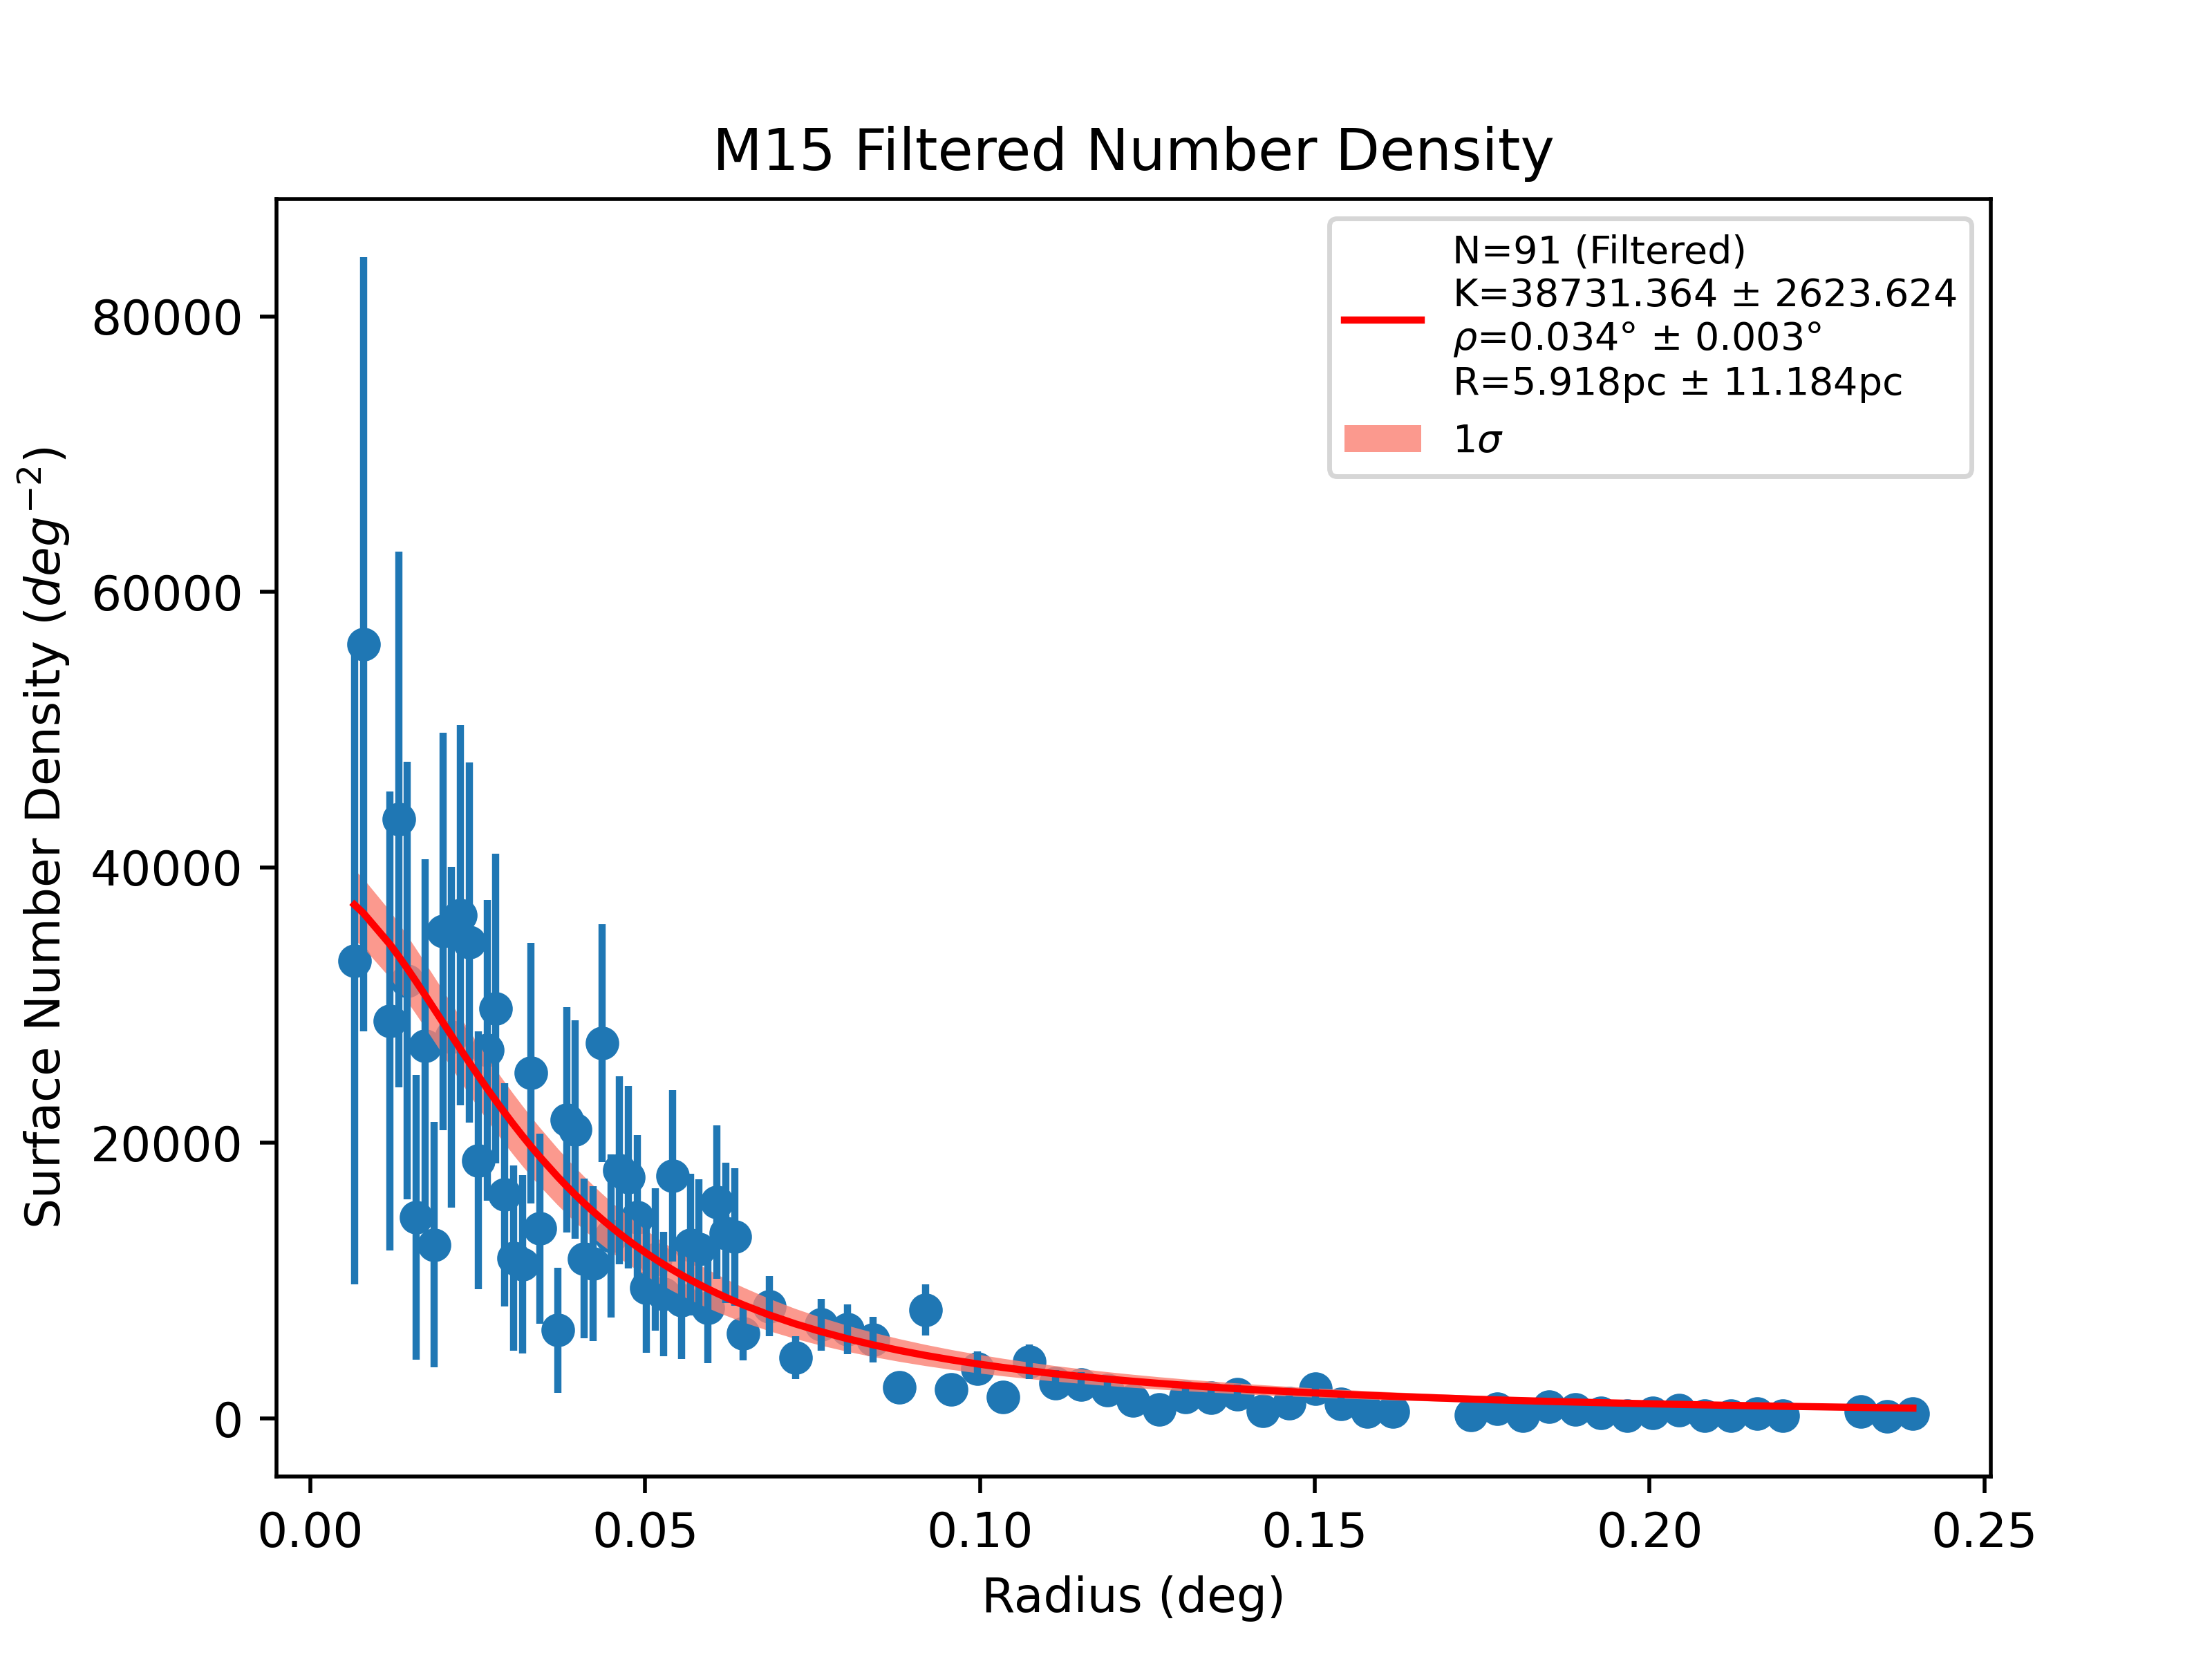 M15 Filtered Number Density
N=91 (Filtered)
K=38731.364 ± 2623.624
ρ=0.034° ± 0.003°
R=5.918pc ± 11.184pc
1σ
Surface Number Density (deg⁻²)
80000
60000
40000
20000
0
0.00 0.05 0.10 0.15 0.20 0.25
Radius (deg)